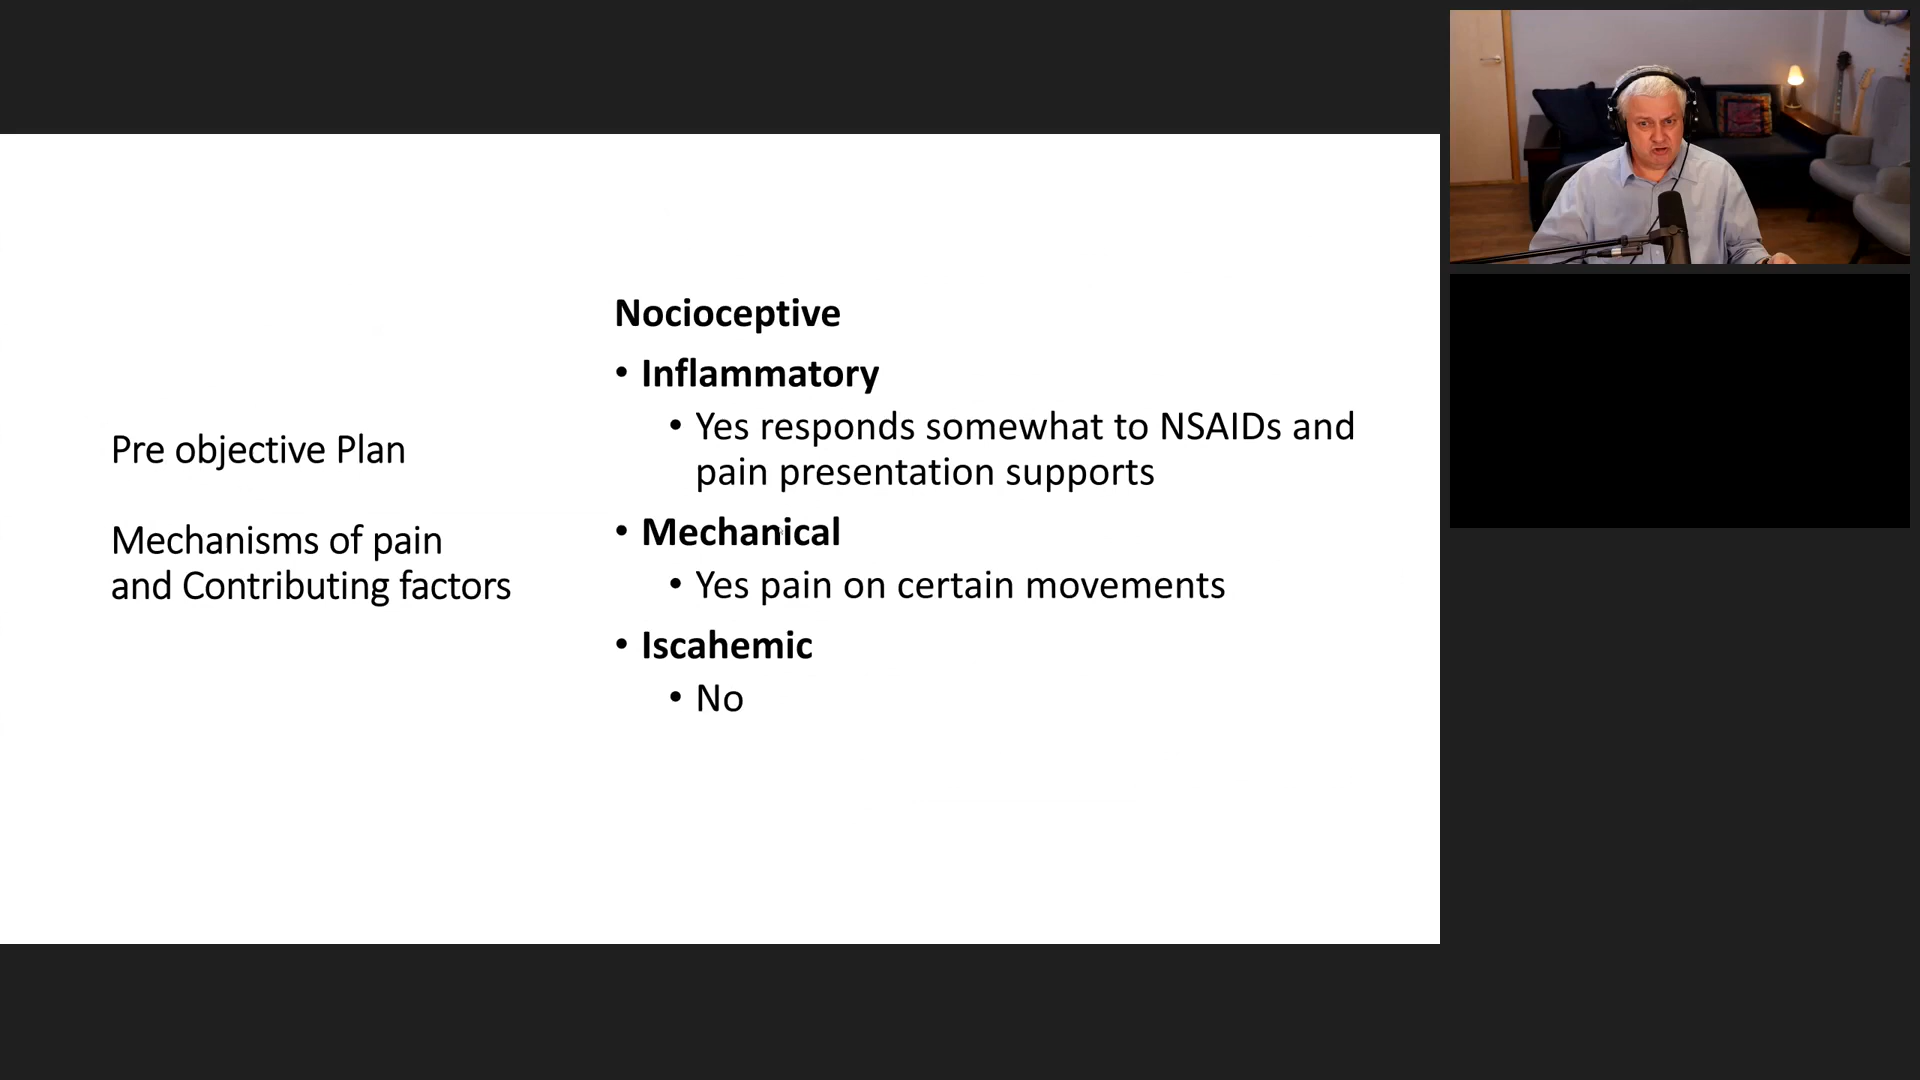 Pre objective Plan
Mechanisms of pain
and Contributing factors
Nocioceptive
• Inflammatory
• Yes responds somewhat to NSAIDs and
pain presentation supports
• Mechanical
• Yes pain on certain movements
• Iscahemic
• No